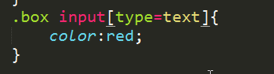 .box input[type=text]{
    color:red;
}